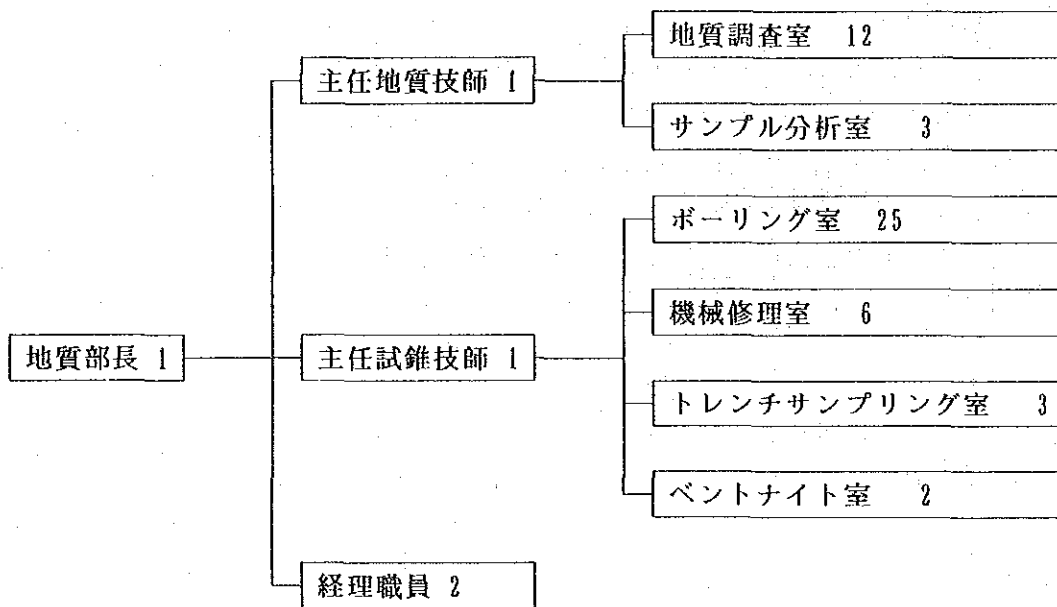 地質調査室 12
主任地質技師 1
サンプル分析室 3
ボーリング室 25
機械修理室 6
地質部長 1
主任試錐技師 1
トレンチサンプリング室 3
ベントナイト室 2
経理職員 2